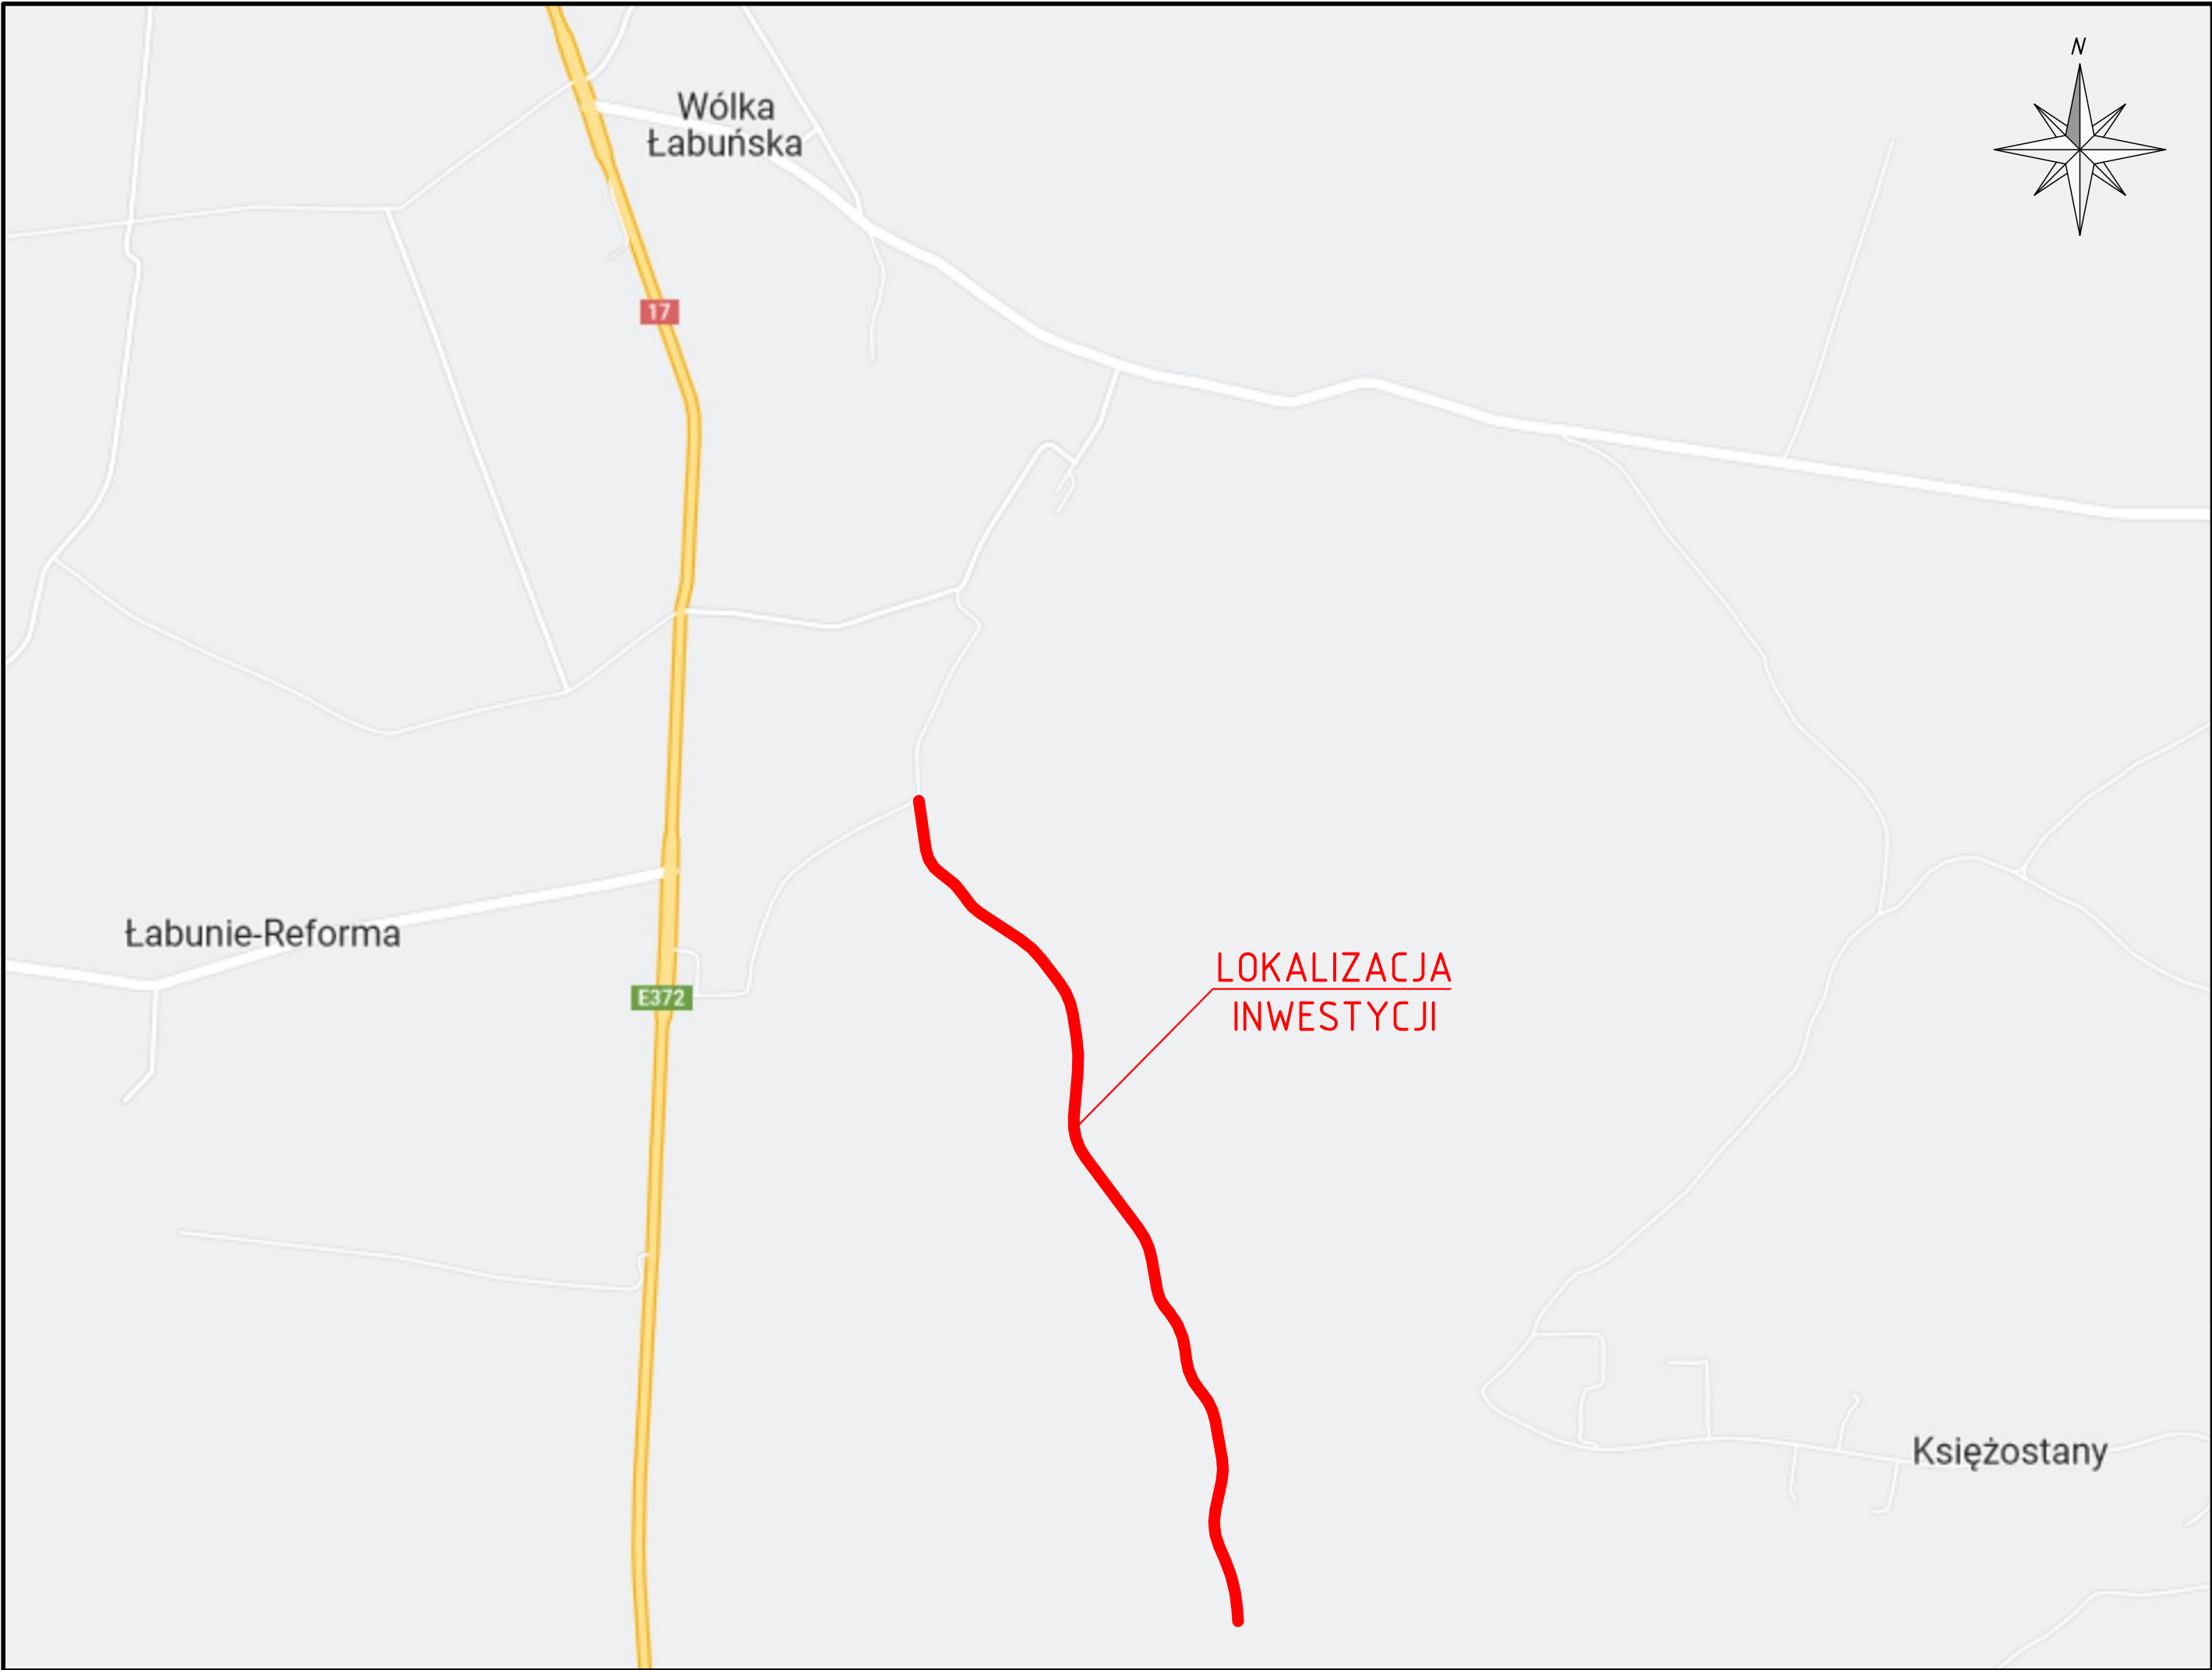 N
Wólka
Łabuńska
17
Łabunie-Reforma
LOKALIZACJA
INWESTYCJI
E372
Księżostany